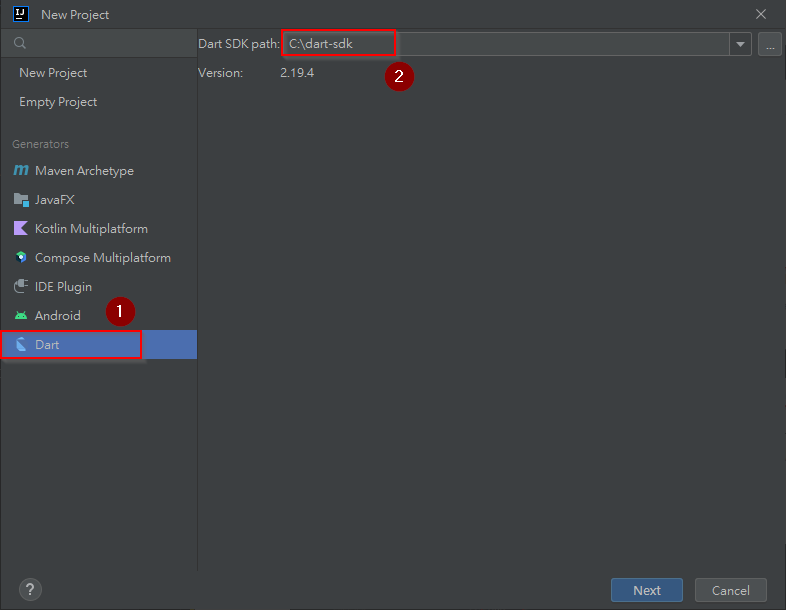 IJ New Project
Dart SDK path: C:\dart-sdk ...
2
Version: 2.19.4
New Project
Empty Project
Generators
m Maven Archetype
JavaFX
Kotlin Multiplatform
Compose Multiplatform
IDE Plugin
Android
1
Dart
? Next Cancel